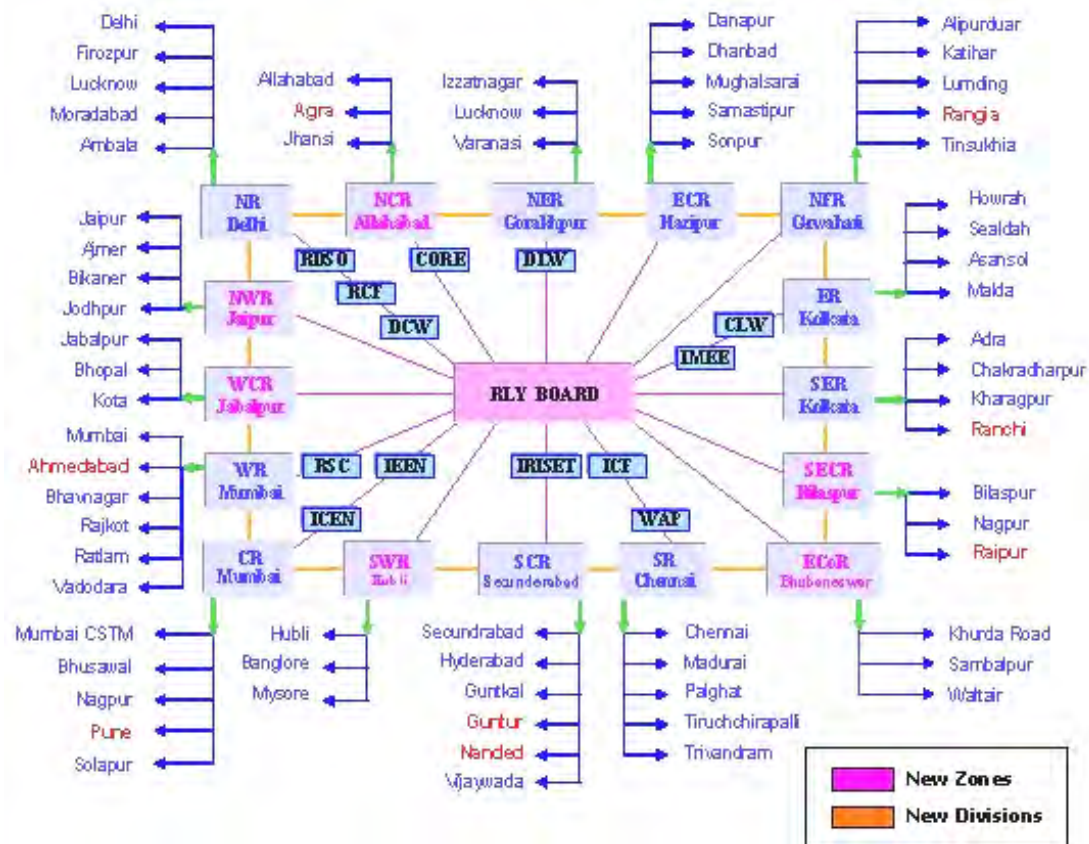 Delhi
Firozpur
Lucknow
Moradabad
Ambala
Allahabad
Agra
Jhansi
Izzatnagar
Lucknow
Varanasi
Danapur
Dhanbad
Mughalsarai
Samastipur
Sonpur
Alipurduar
Katihar
Lumding
Rangia
Tinsukhia
NR
Delhi
NCR
Allahabad
NER
Gorakhpur
ECR
Hazipur
NFR
Guwahati
Jaipur
Ajmer
Bikaner
Jodhpur
Howrah
Sealdah
Asansol
Malda
RDSO
RCF
DCW
CORE
DLW
CLW
IMEE
NWR
Jaipur
ER
Kolkata
Jabalpur
Bhopal
Kota
WCR
Jabalpur
RLY BOARD
SER
Kolkata
Adra
Chakradharpur
Kharagpur
Ranchi
Mumbai
Ahmedabad
Bhavnagar
Rajkot
Ratlam
Vadodara
WR
Mumbai
RSC
IEEN
IRISET
ICF
ICEN
WAP
SECR
Bilaspur
Bilaspur
Nagpur
Raipur
CR
Mumbai
SWR
Hubli
SCR
Secunderabad
SR
Chennai
ECoR
Bhubaneswar
Mumbai CSTM
Bhusawal
Nagpur
Pune
Solapur
Hubli
Banglore
Mysore
Secundrabad
Hyderabad
Guntkal
Guntur
Nanded
Vijaywada
Chennai
Madurai
Palghat
Tiruchchirapalli
Trivandram
Khurda Road
Sambalpur
Waltair
New Zones
New Divisions